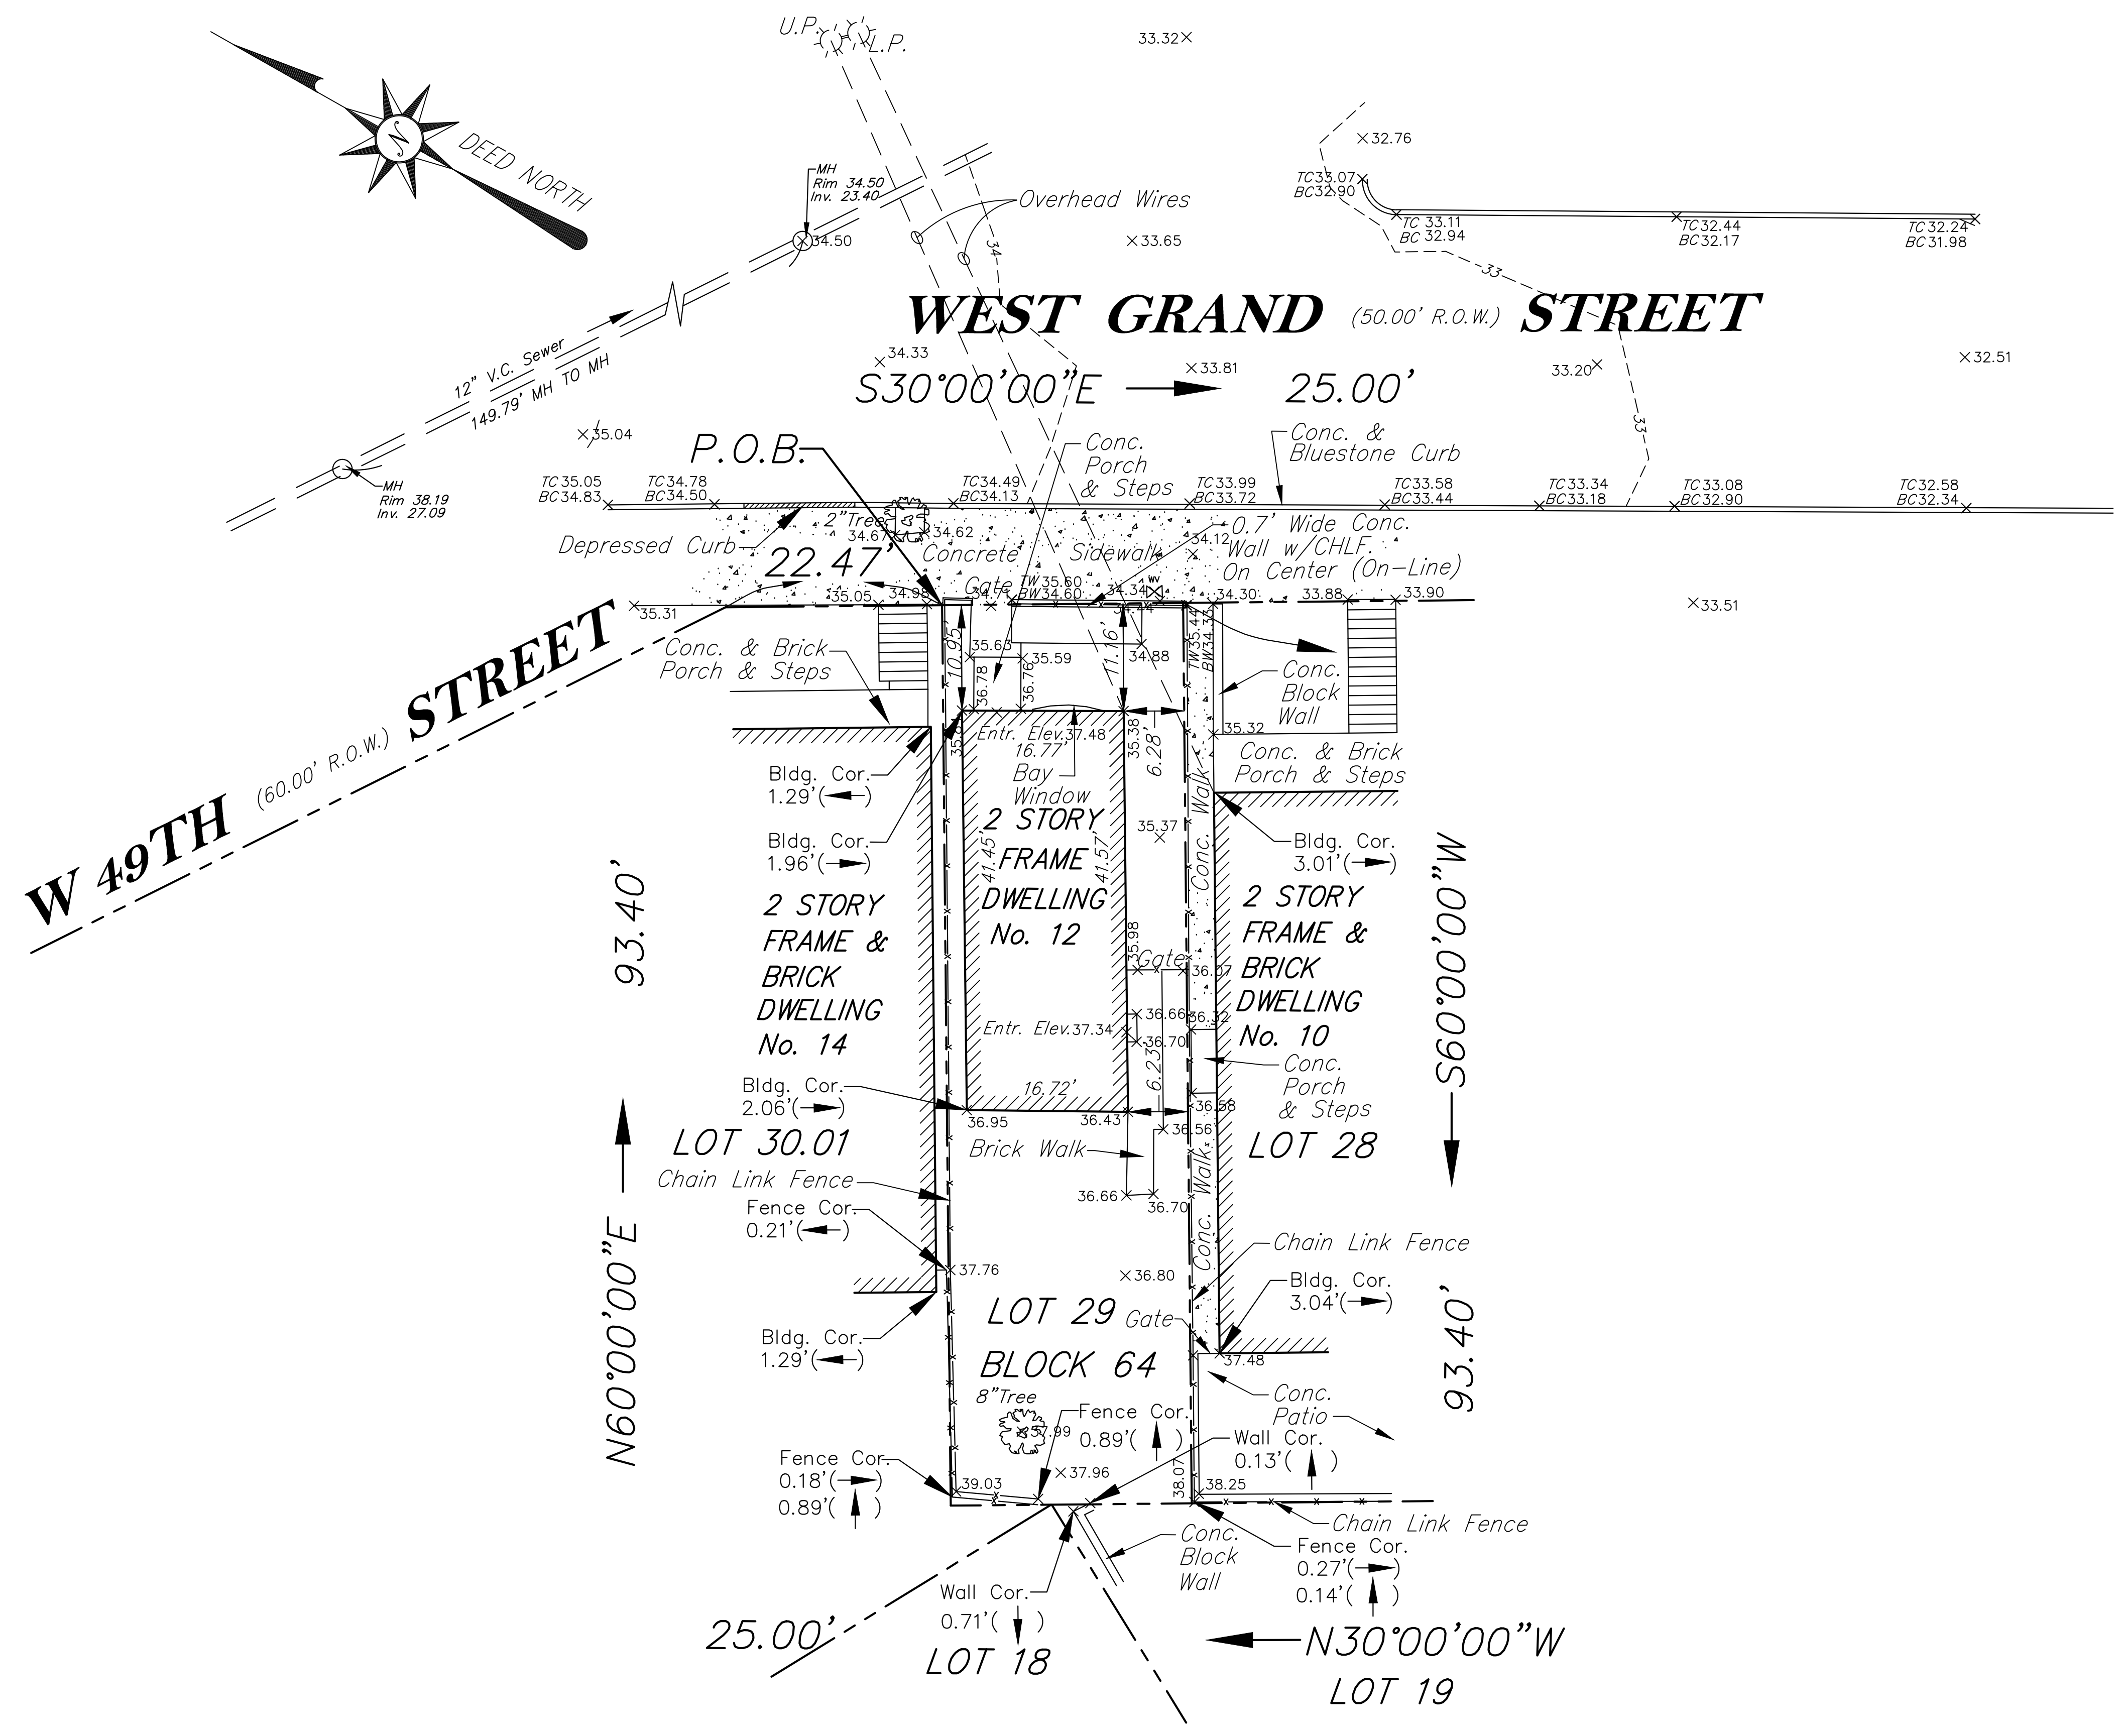 U.P.
L.P.
33.32
DEED NORTH
N
MH
Rim 34.50
Inv. 23.40
34.50
Overhead Wires
33.65
34
32.76
TC33.07
BC32.90
TC 33.11
BC 32.94
TC32.44
BC32.17
TC32.24
BC31.98
33
WEST GRAND (50.00' R.O.W.) STREET
34.33
33.81
33.20
32.51
33
S30°00'00"E
25.00'
12" V.C. Sewer
149.79' MH TO MH
35.04
MH
Rim 38.19
Inv. 27.09
P.O.B.
Conc.
Porch
& Steps
Conc. &
Bluestone Curb
TC35.05
BC34.83
TC34.78
BC34.50
TC34.49
BC34.13
TC33.99
BC33.72
TC33.58
BC33.44
TC33.34
BC33.18
TC33.08
BC32.90
TC32.58
BC32.34
2"Tree
34.67
34.62
Depressed Curb
22.47'
Concrete Sidewalk
34.12
0.7' Wide Conc.
Wall w/CHLF.
On Center (On-Line)
Gate
TW35.60
BW34.60
34.34
WV
35.31
35.05
34.98
34.71
34.44
34.30
33.88
33.90
33.51
W 49TH (60.00' R.O.W.) STREET
Conc. & Brick
Porch & Steps
10.95'
35.63
35.59
36.78
36.76
11.16'
34.88
TW35.44
BW34.37
Conc.
Block
Wall
35.32
Conc. & Brick
Porch & Steps
Entr. Elev.37.48
16.77'
Bay
Window
35.38
6.28'
Bldg. Cor.
1.29'( )
Bldg. Cor.
1.96'( )
Bldg. Cor.
3.01'( )
2 STORY
FRAME
DWELLING
No. 12
41.45'
41.57'
35.37
Conc. Walk
2 STORY
FRAME &
BRICK
DWELLING
No. 14
2 STORY
FRAME &
BRICK
DWELLING
No. 10
93.40'
N60°00'00"E
S60°00'00"W
93.40'
35.98
Gate
36.07
36.66
36.32
Entr. Elev.37.34
36.70
6.23'
Conc.
Porch
& Steps
16.72'
Bldg. Cor.
2.06'( )
36.95
36.43
36.58
36.56
LOT 30.01
Brick Walk
LOT 28
Chain Link Fence
Fence Cor.
0.21'( )
36.66
36.70
Conc. Walk
Chain Link Fence
37.76
36.80
Bldg. Cor.
3.04'( )
LOT 29
BLOCK 64
Gate
Bldg. Cor.
1.29'( )
37.48
8"Tree
37.99
Conc.
Patio
Fence Cor.
0.89'( )
Wall Cor.
0.13'( )
Fence Cor.
0.18'( )
0.89'( )
39.03
37.96
38.07
38.25
Chain Link Fence
Conc.
Block
Wall
Fence Cor.
0.27'( )
0.14'( )
Wall Cor.
0.71'( )
25.00'
LOT 18
N30°00'00"W
LOT 19